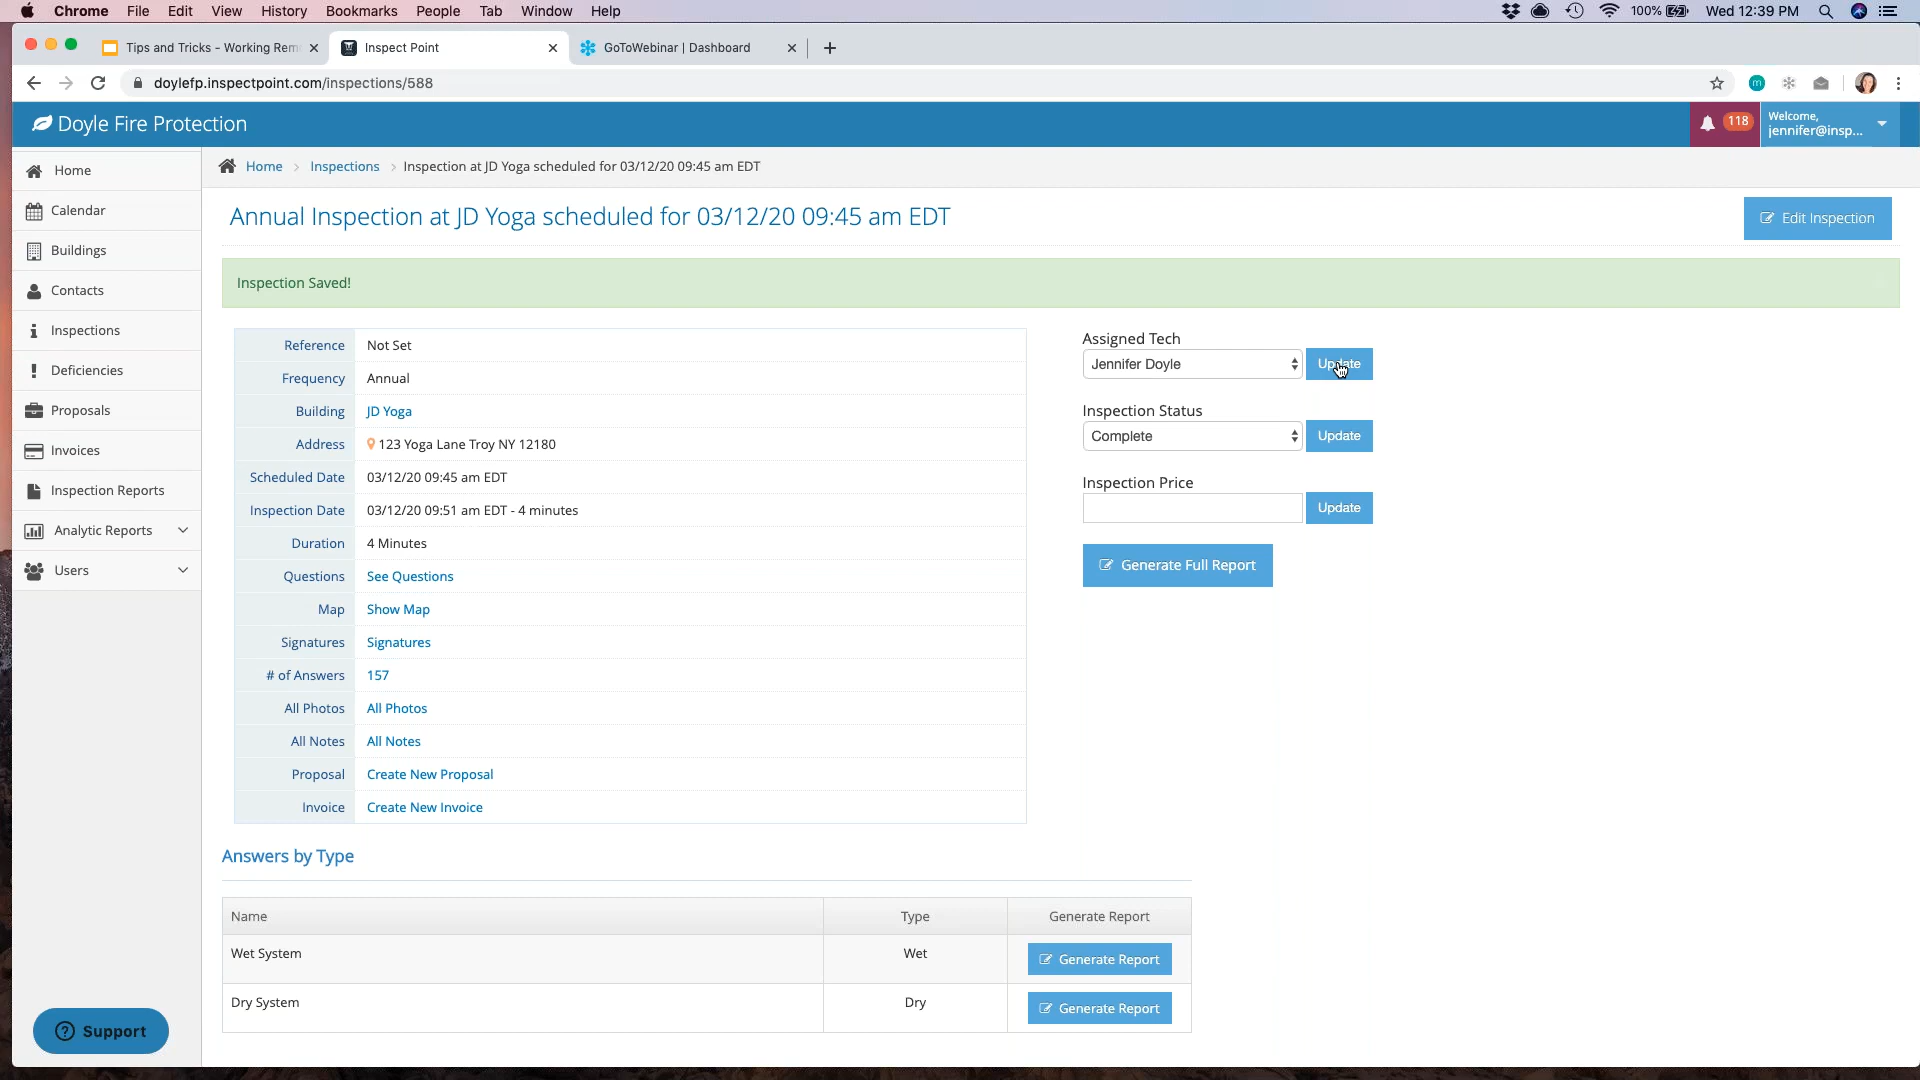 Chrome File Edit View History Bookmarks People Tab Window Help 100% Wed 12:39 PM
Tips and Tricks - Working Rem Inspect Point GoToWebinar | Dashboard
doylefp.inspectpoint.com/inspections/588
Doyle Fire Protection 118 Welcome, jennifer@insp...
Home
Calendar
Buildings
Contacts
Inspections
Deficiencies
Proposals
Invoices
Inspection Reports
Analytic Reports
Users
Support
Home > Inspections > Inspection at JD Yoga scheduled for 03/12/20 09:45 am EDT
Annual Inspection at JD Yoga scheduled for 03/12/20 09:45 am EDT Edit Inspection
Inspection Saved!
Reference Not Set
Frequency Annual
Building JD Yoga
Address 123 Yoga Lane Troy NY 12180
Scheduled Date 03/12/20 09:45 am EDT
Inspection Date 03/12/20 09:51 am EDT - 4 minutes
Duration 4 Minutes
Questions See Questions
Map Show Map
Signatures Signatures
# of Answers 157
All Photos All Photos
All Notes All Notes
Proposal Create New Proposal
Invoice Create New Invoice
Assigned Tech
Jennifer Doyle Update
Inspection Status
Complete Update
Inspection Price
Update
Generate Full Report
Answers by Type
Name Type Generate Report
Wet System Wet Generate Report
Dry System Dry Generate Report